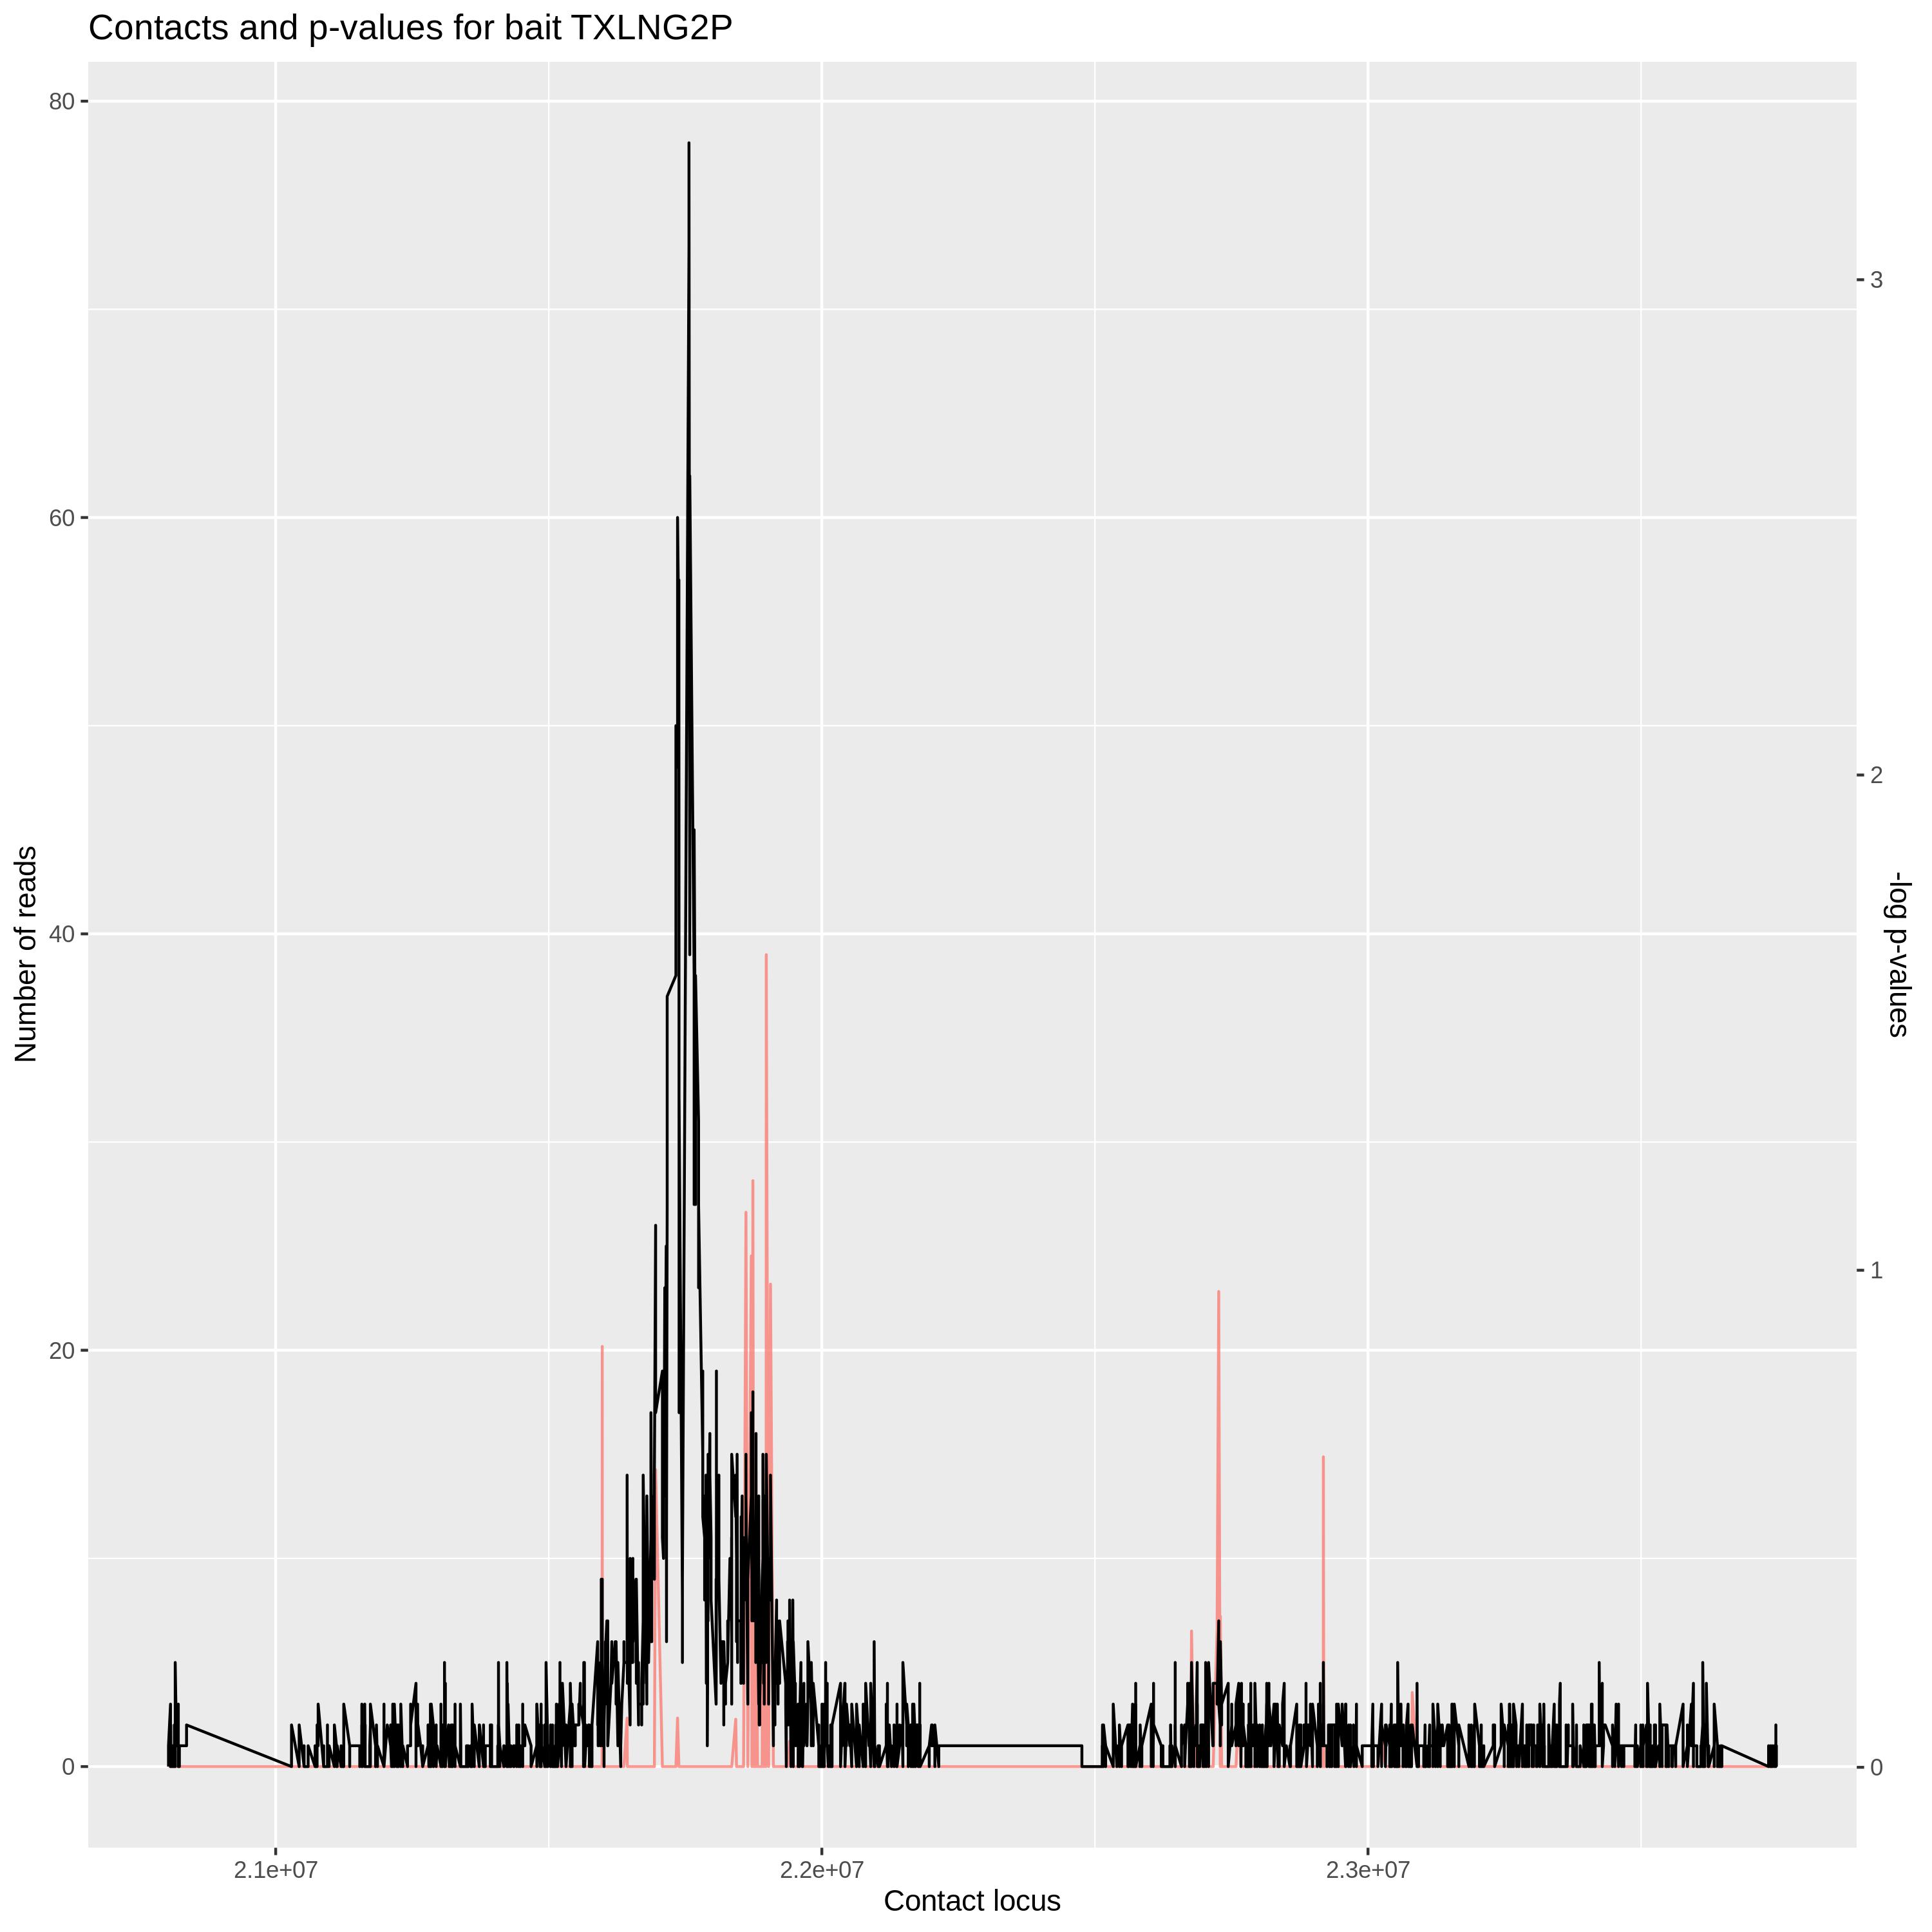 Contacts and p-values for bait TXLNG2P
80
60
40
20
0
Number of reads
3
2
1
0
-log p-values
2.1e+07 2.2e+07 2.3e+07
Contact locus